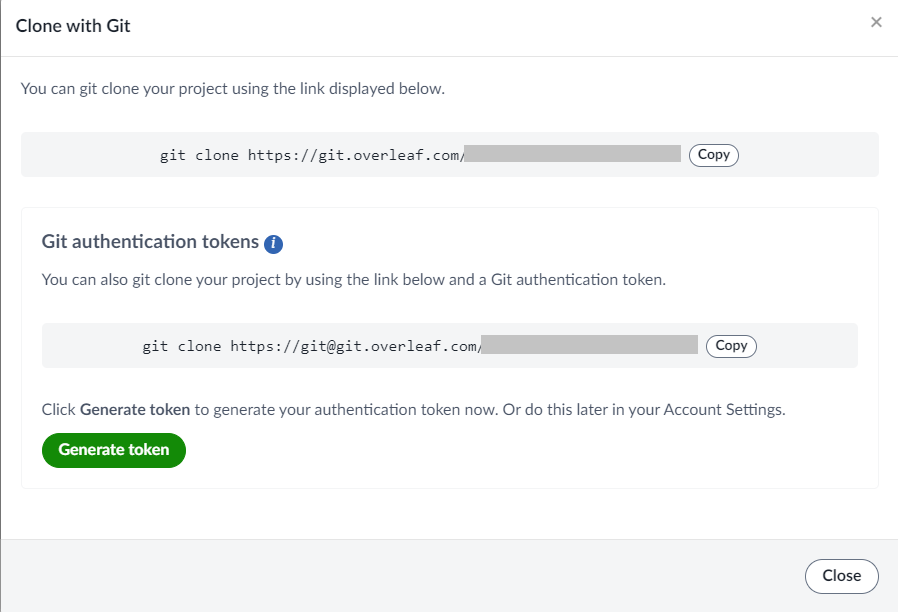 Clone with Git
×
You can git clone your project using the link displayed below.
git clone https://git.overleaf.com/
Copy
Git authentication tokens i
You can also git clone your project by using the link below and a Git authentication token.
git clone https://git@git.overleaf.com/
Copy
Click Generate token to generate your authentication token now. Or do this later in your Account Settings.
Generate token
Close